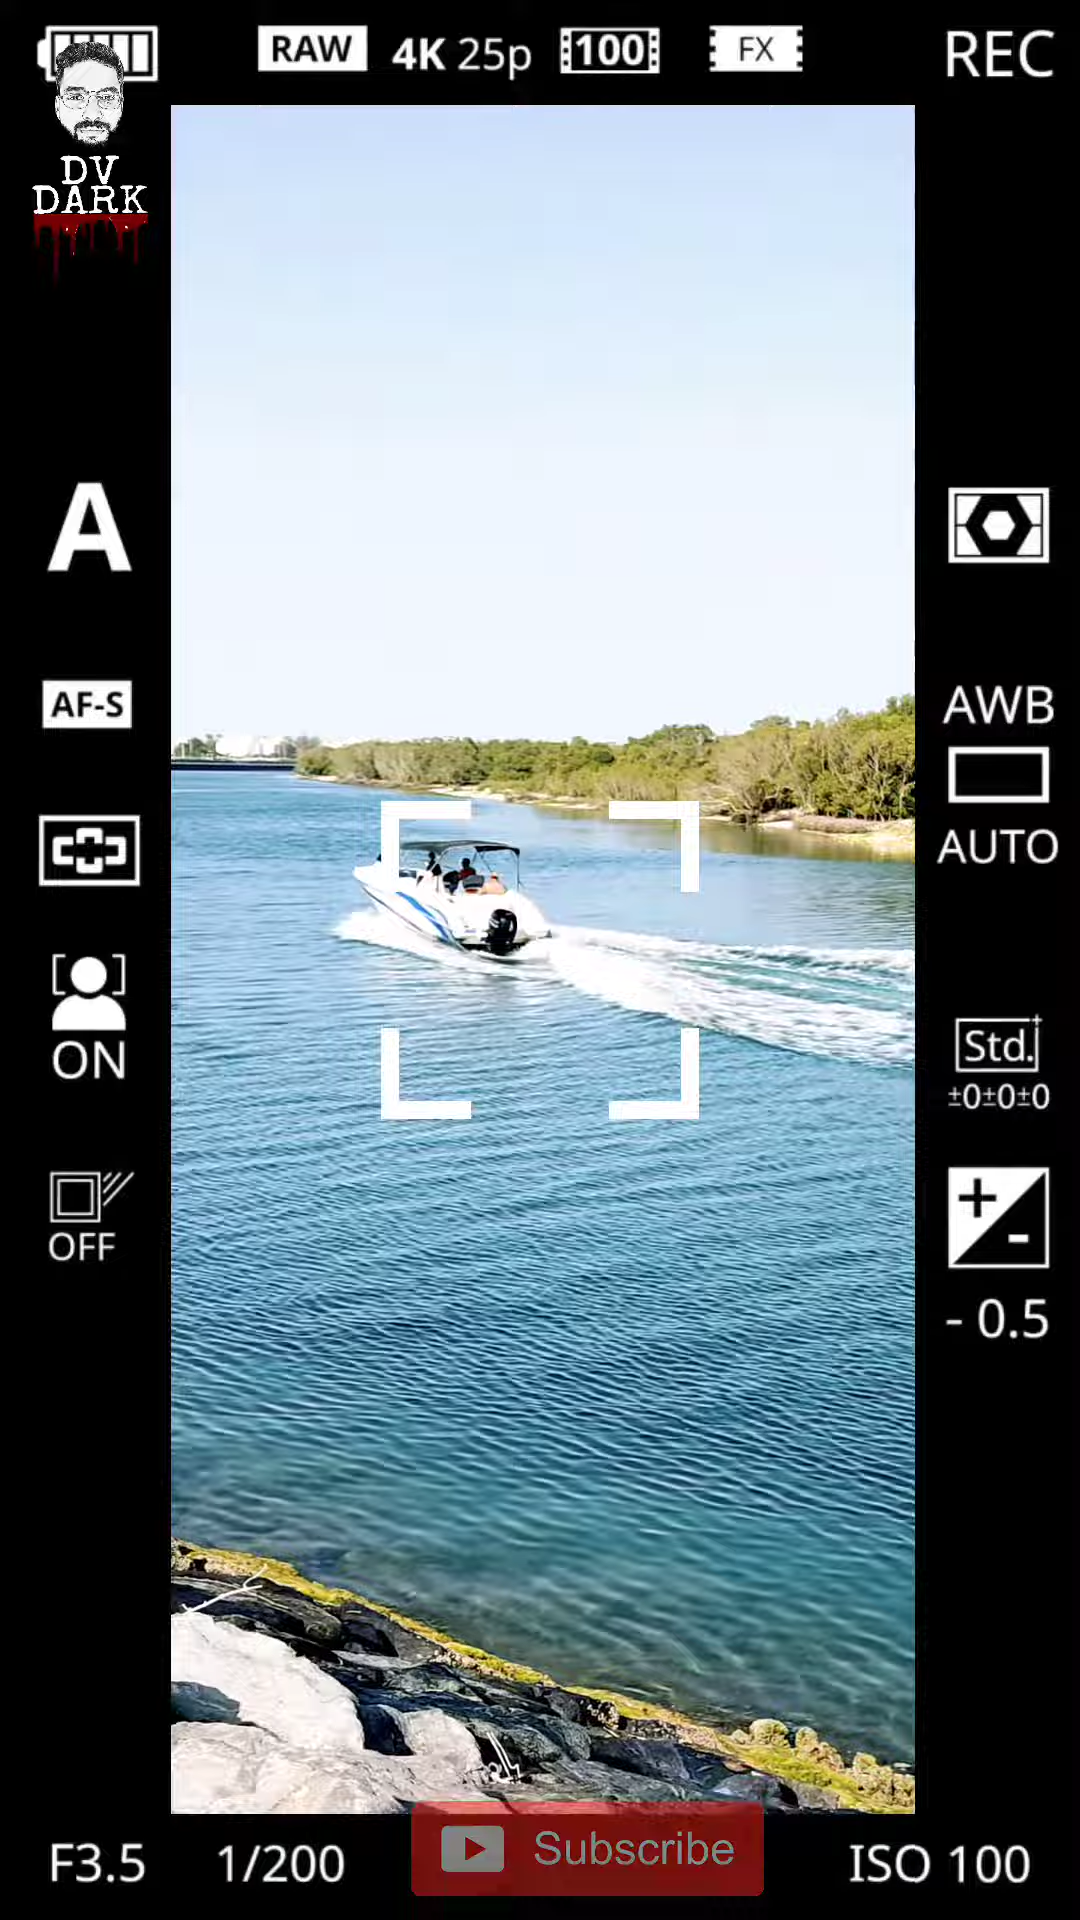 RAW 4K 25p 100 FX REC
DV
DARK
A
AF-S
AWB
AUTO
ON
Std.+
±0±0±0
OFF
+
-
- 0.5
F3.5 1/200 Subscribe ISO 100